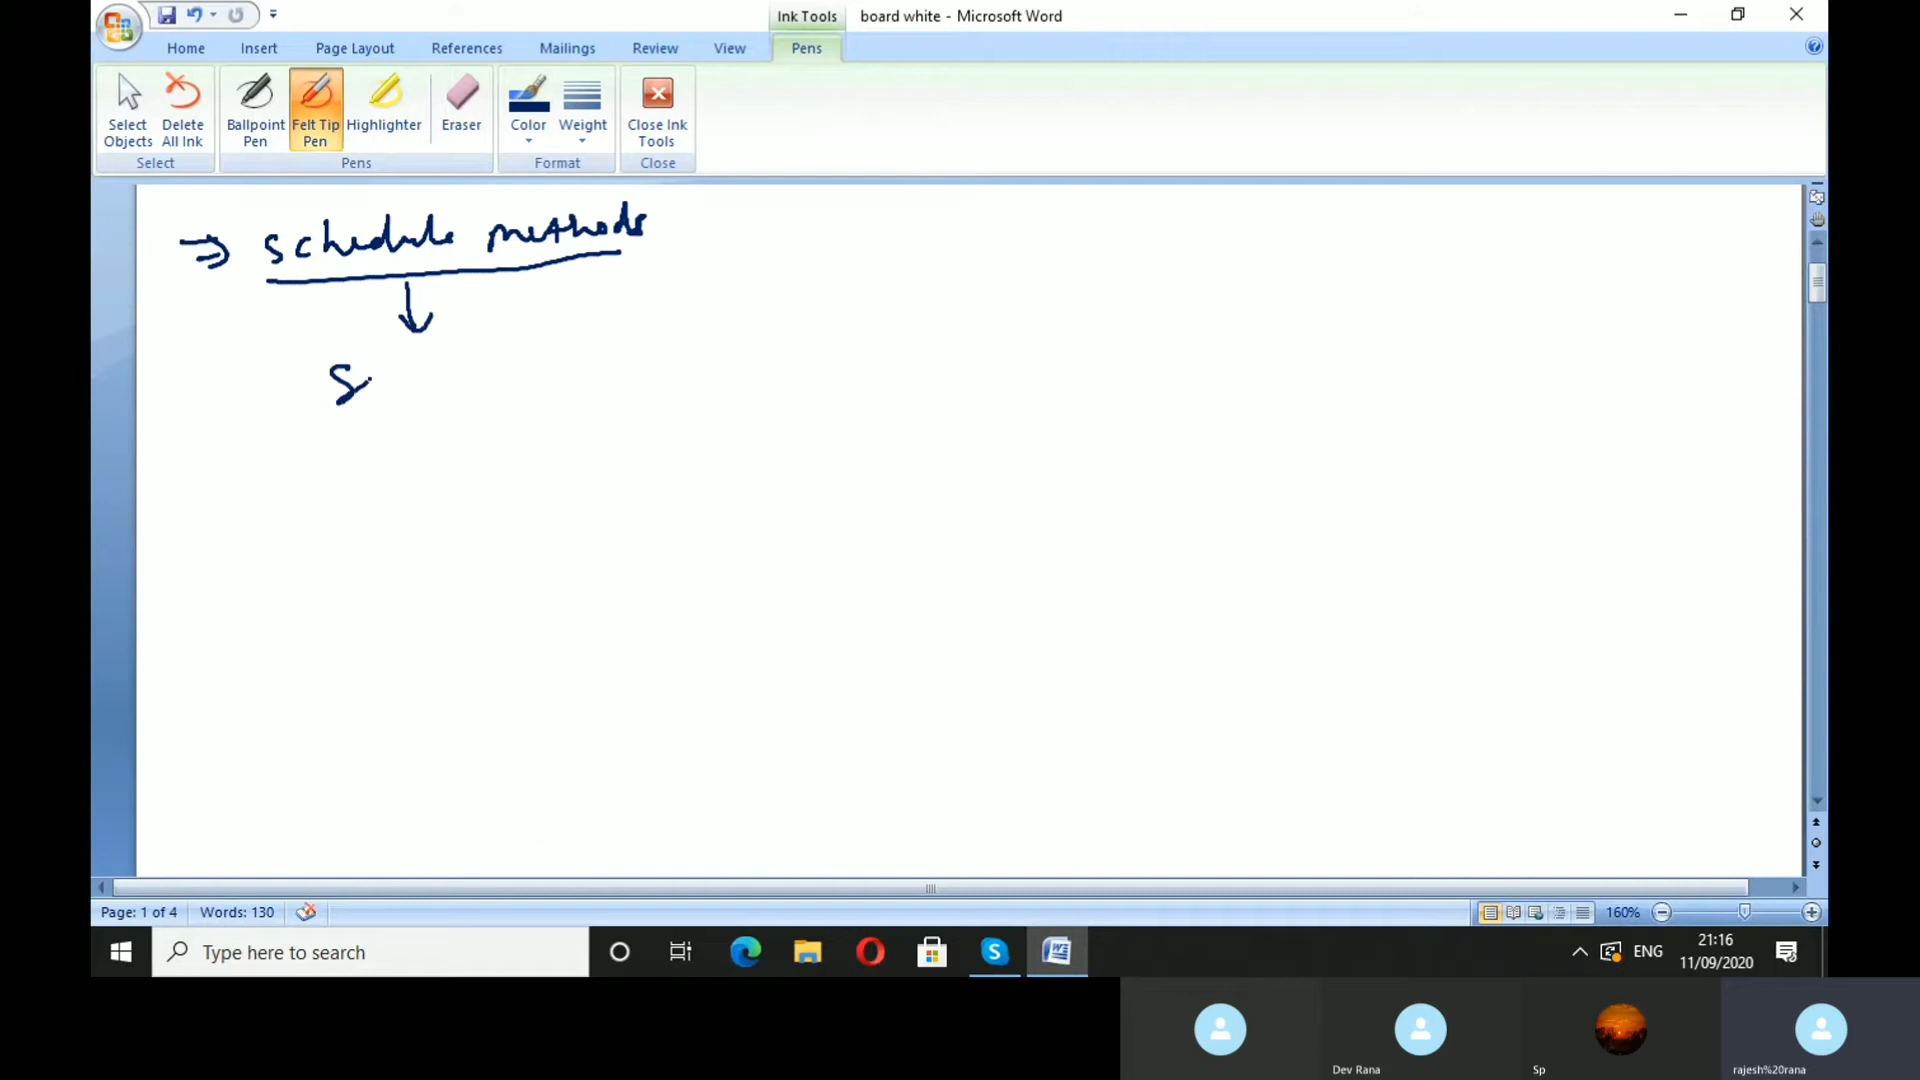 Ink Tools board white - Microsoft Word
Home Insert Page Layout References Mailings Review View Pens
Select Objects Delete All Ink Ballpoint Pen Felt Tip Pen Highlighter Eraser Color Weight Close Ink Tools
Select Pens Format Close
⇒ schedule methods
↓
S
Page: 1 of 4 Words: 130 160%
Type here to search ENG 21:16
11/09/2020
Dev Rana Sp rajesh%20rana